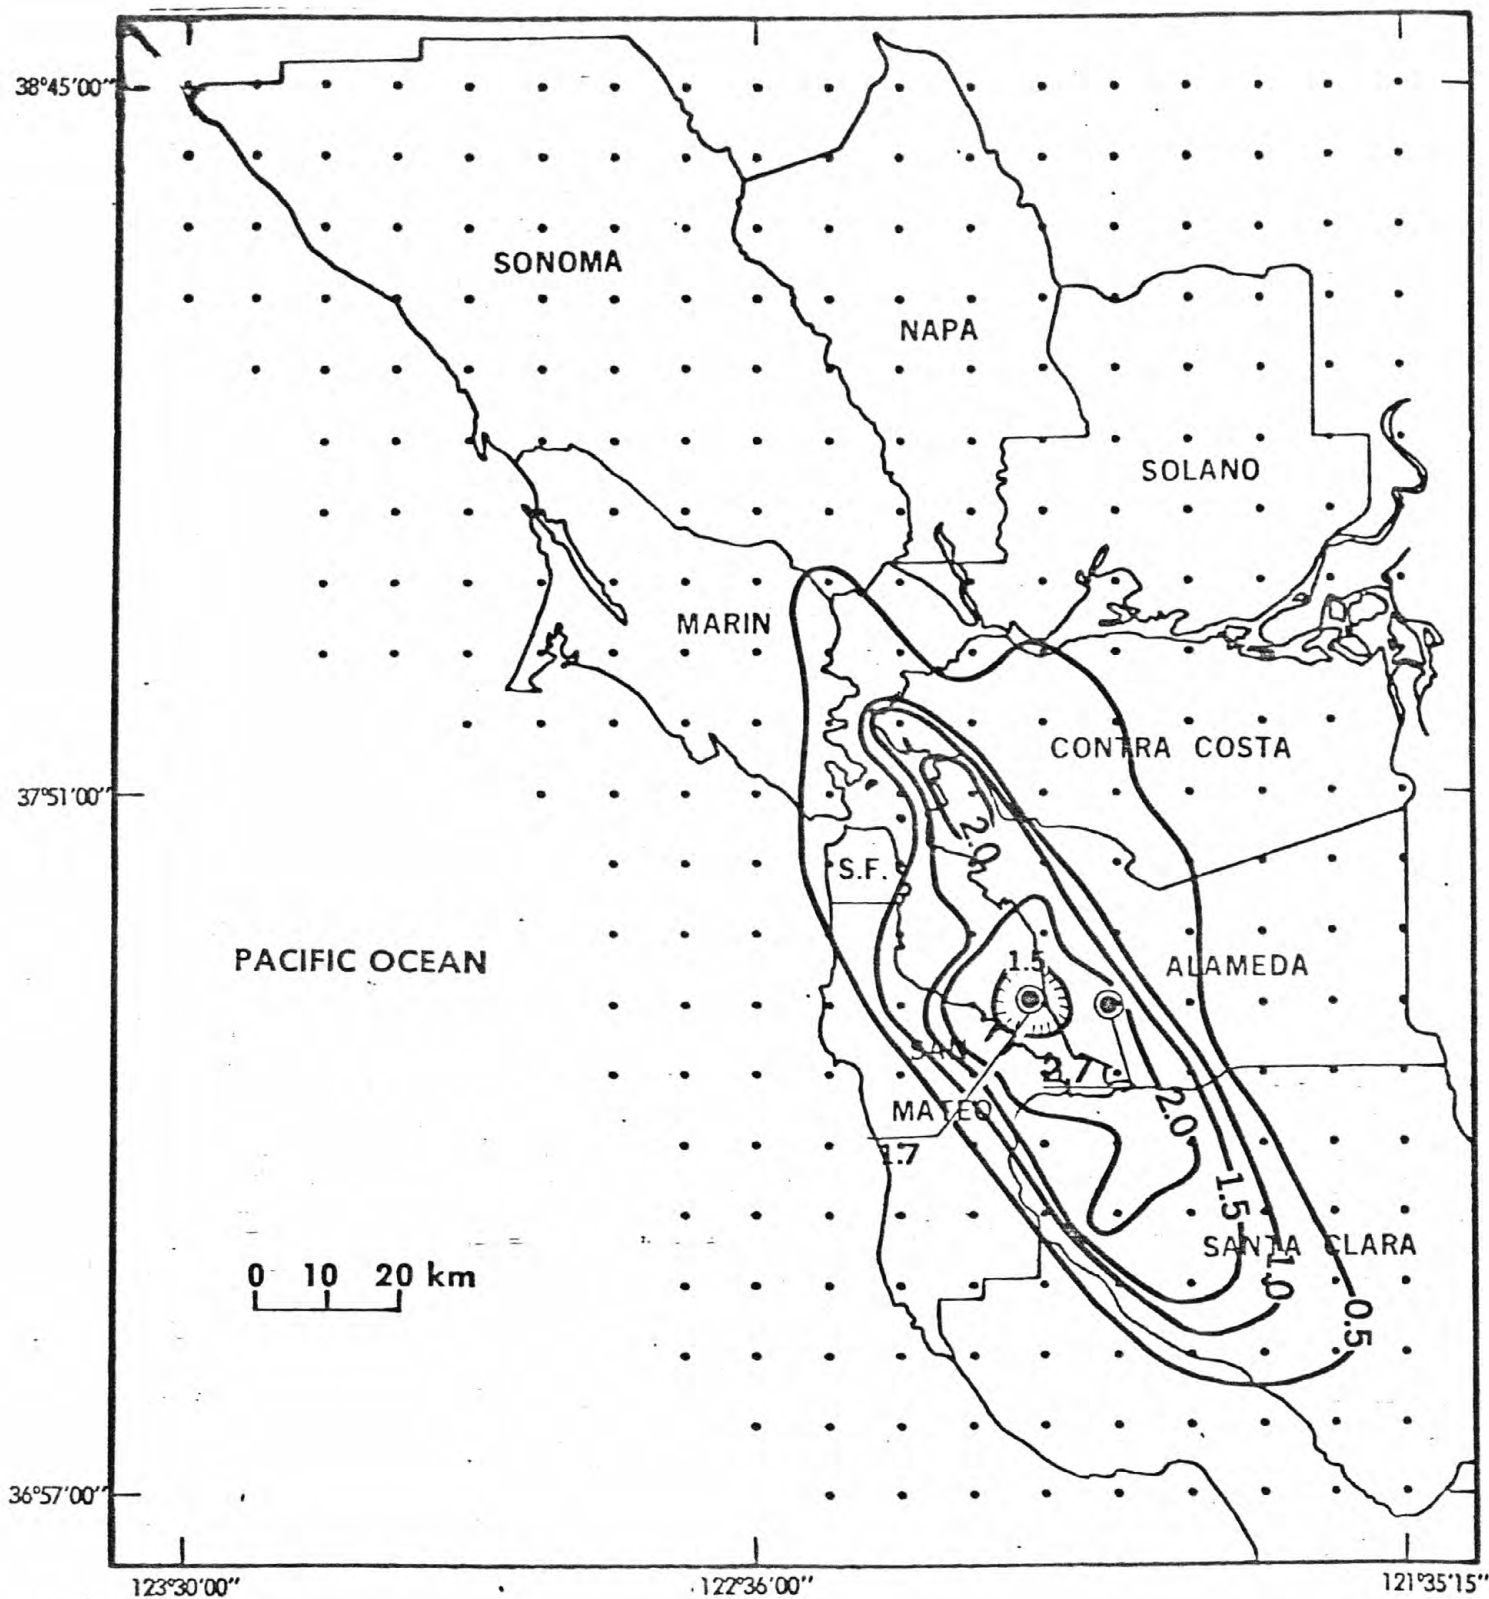 38°45'00"
SONOMA
NAPA
SOLANO
MARIN
CONTRA COSTA
37°51'00"
2.0
S.F.
PACIFIC OCEAN
1.5
ALAMEDA
SAN
2.7
MATEO
2.0
1.7
1.5
SANTA CLARA
0 10 20 km
1.0
0.5
36°57'00"
123°30'00"
122°36'00"
121°35'15"